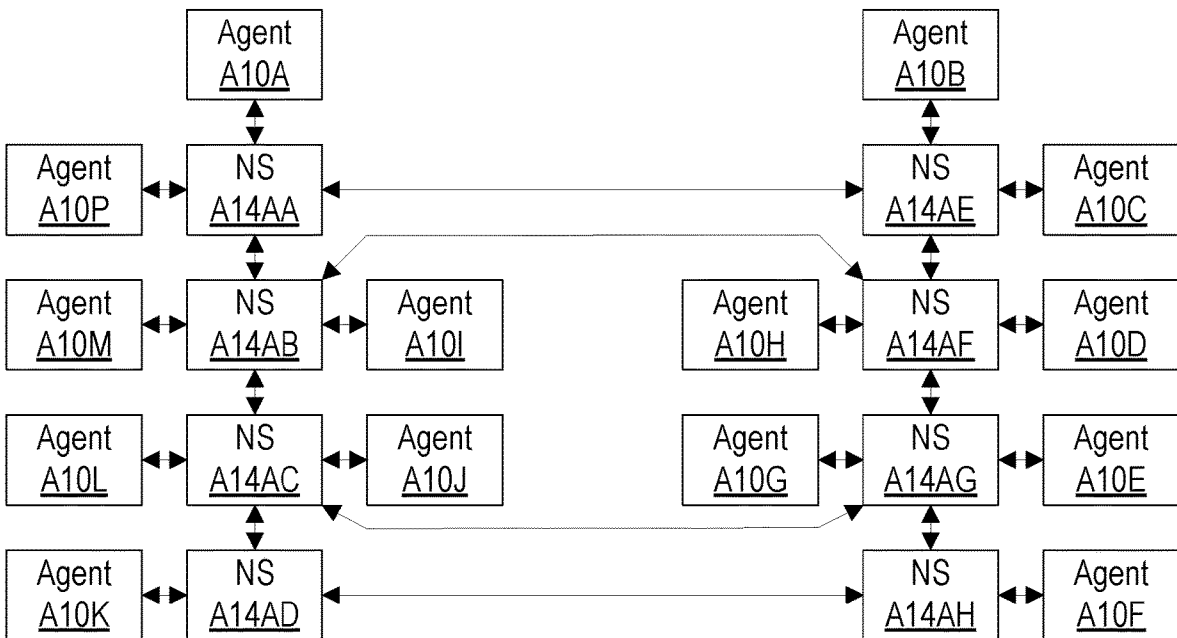 Agent
A10A
Agent
A10B
Agent
A10P
NS
A14AA
NS
A14AE
Agent
A10C
Agent
A10M
NS
A14AB
Agent
A10I
Agent
A10H
NS
A14AF
Agent
A10D
Agent
A10L
NS
A14AC
Agent
A10J
Agent
A10G
NS
A14AG
Agent
A10E
Agent
A10K
NS
A14AD
NS
A14AH
Agent
A10F